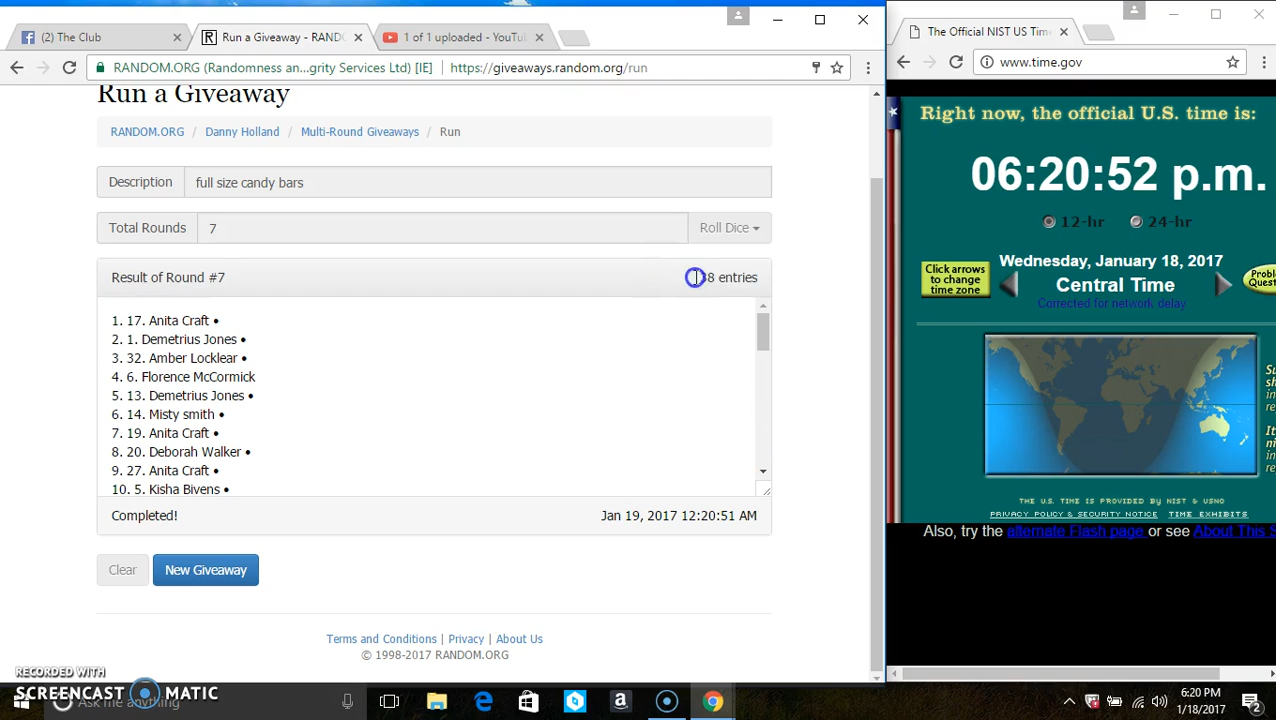 (2) The Club
Run a Giveaway - RAND
1 of 1 uploaded - YouTu
RANDOM.ORG (Randomness an...grity Services Ltd) [IE]
https://giveaways.random.org/run
Run a Giveaway
RANDOM.ORG / Danny Holland / Multi-Round Giveaways / Run
Description full size candy bars
Total Rounds 7 Roll Dice
Result of Round #7 entries
1. 17. Anita Craft •
2. 1. Demetrius Jones •
3. 32. Amber Locklear •
4. 6. Florence McCormick
5. 13. Demetrius Jones •
6. 14. Misty smith •
7. 19. Anita Craft •
8. 20. Deborah Walker •
9. 27. Anita Craft •
10. 5. Kisha Bivens •
Completed! Jan 19, 2017 12:20:51 AM
Clear New Giveaway
Terms and Conditions | Privacy | About Us
© 1998-2017 RANDOM.ORG
RECORDED WITH
SCREENCAST MATIC
Ask me anything
The Official NIST US Tim
www.time.gov
Right now, the official U.S. time is:
06:20:52 p.m.
12-hr 24-hr
Wednesday, January 18, 2017
Click arrows
to change
time zone
Central Time
Corrected for network delay
Proble
Quest
THE U.S. TIME IS PROVIDED BY NIST & USNO
PRIVACY POLICY & SECURITY NOTICE TIME EXHIBITS
Also, try the alternate Flash page or see About This S
6:20 PM
1/18/2017
2